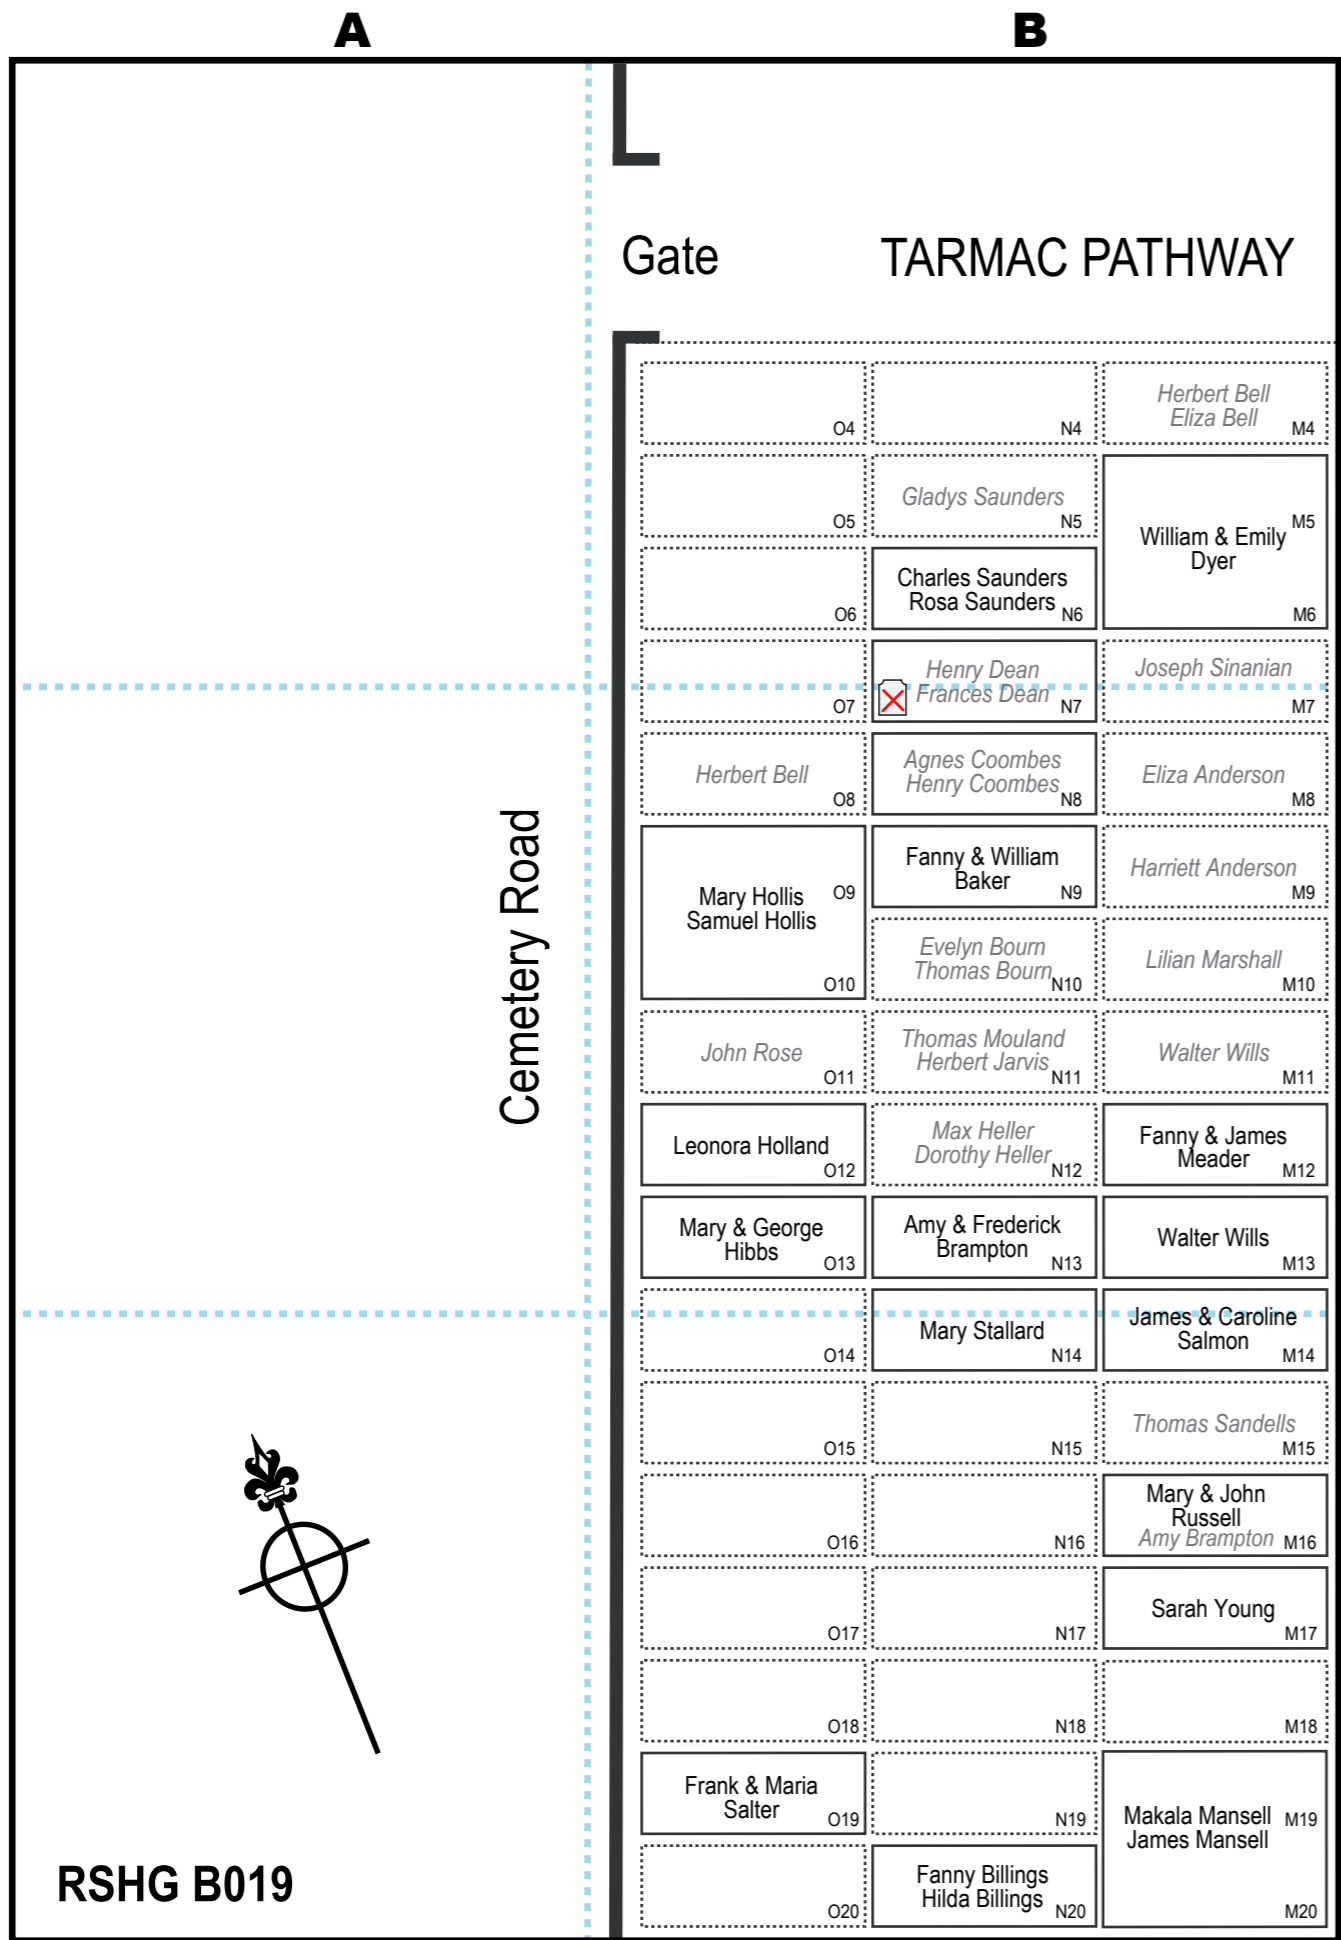 A
B
Gate
TARMAC PATHWAY
O4
N4
Herbert Bell
Eliza Bell
M4
O5
Gladys Saunders
N5
William & Emily
Dyer
M5
M6
O6
Charles Saunders
Rosa Saunders
N6
O7
Henry Dean
Frances Dean
N7
Joseph Sinanian
M7
Herbert Bell
O8
Agnes Coombes
Henry Coombes
N8
Eliza Anderson
M8
Cemetery Road
Mary Hollis
Samuel Hollis
O9
O10
Fanny & William
Baker
N9
Harriett Anderson
M9
Evelyn Bourn
Thomas Bourn
N10
Lilian Marshall
M10
John Rose
O11
Thomas Mouland
Herbert Jarvis
N11
Walter Wills
M11
Leonora Holland
O12
Max Heller
Dorothy Heller
N12
Fanny & James
Meader
M12
Mary & George
Hibbs
O13
Amy & Frederick
Brampton
N13
Walter Wills
M13
O14
Mary Stallard
N14
James & Caroline
Salmon
M14
O15
N15
Thomas Sandells
M15
O16
N16
Mary & John
Russell
Amy Brampton
M16
O17
N17
Sarah Young
M17
O18
N18
M18
Frank & Maria
Salter
O19
N19
Makala Mansell
James Mansell
M19
M20
O20
Fanny Billings
Hilda Billings
N20
RSHG B019